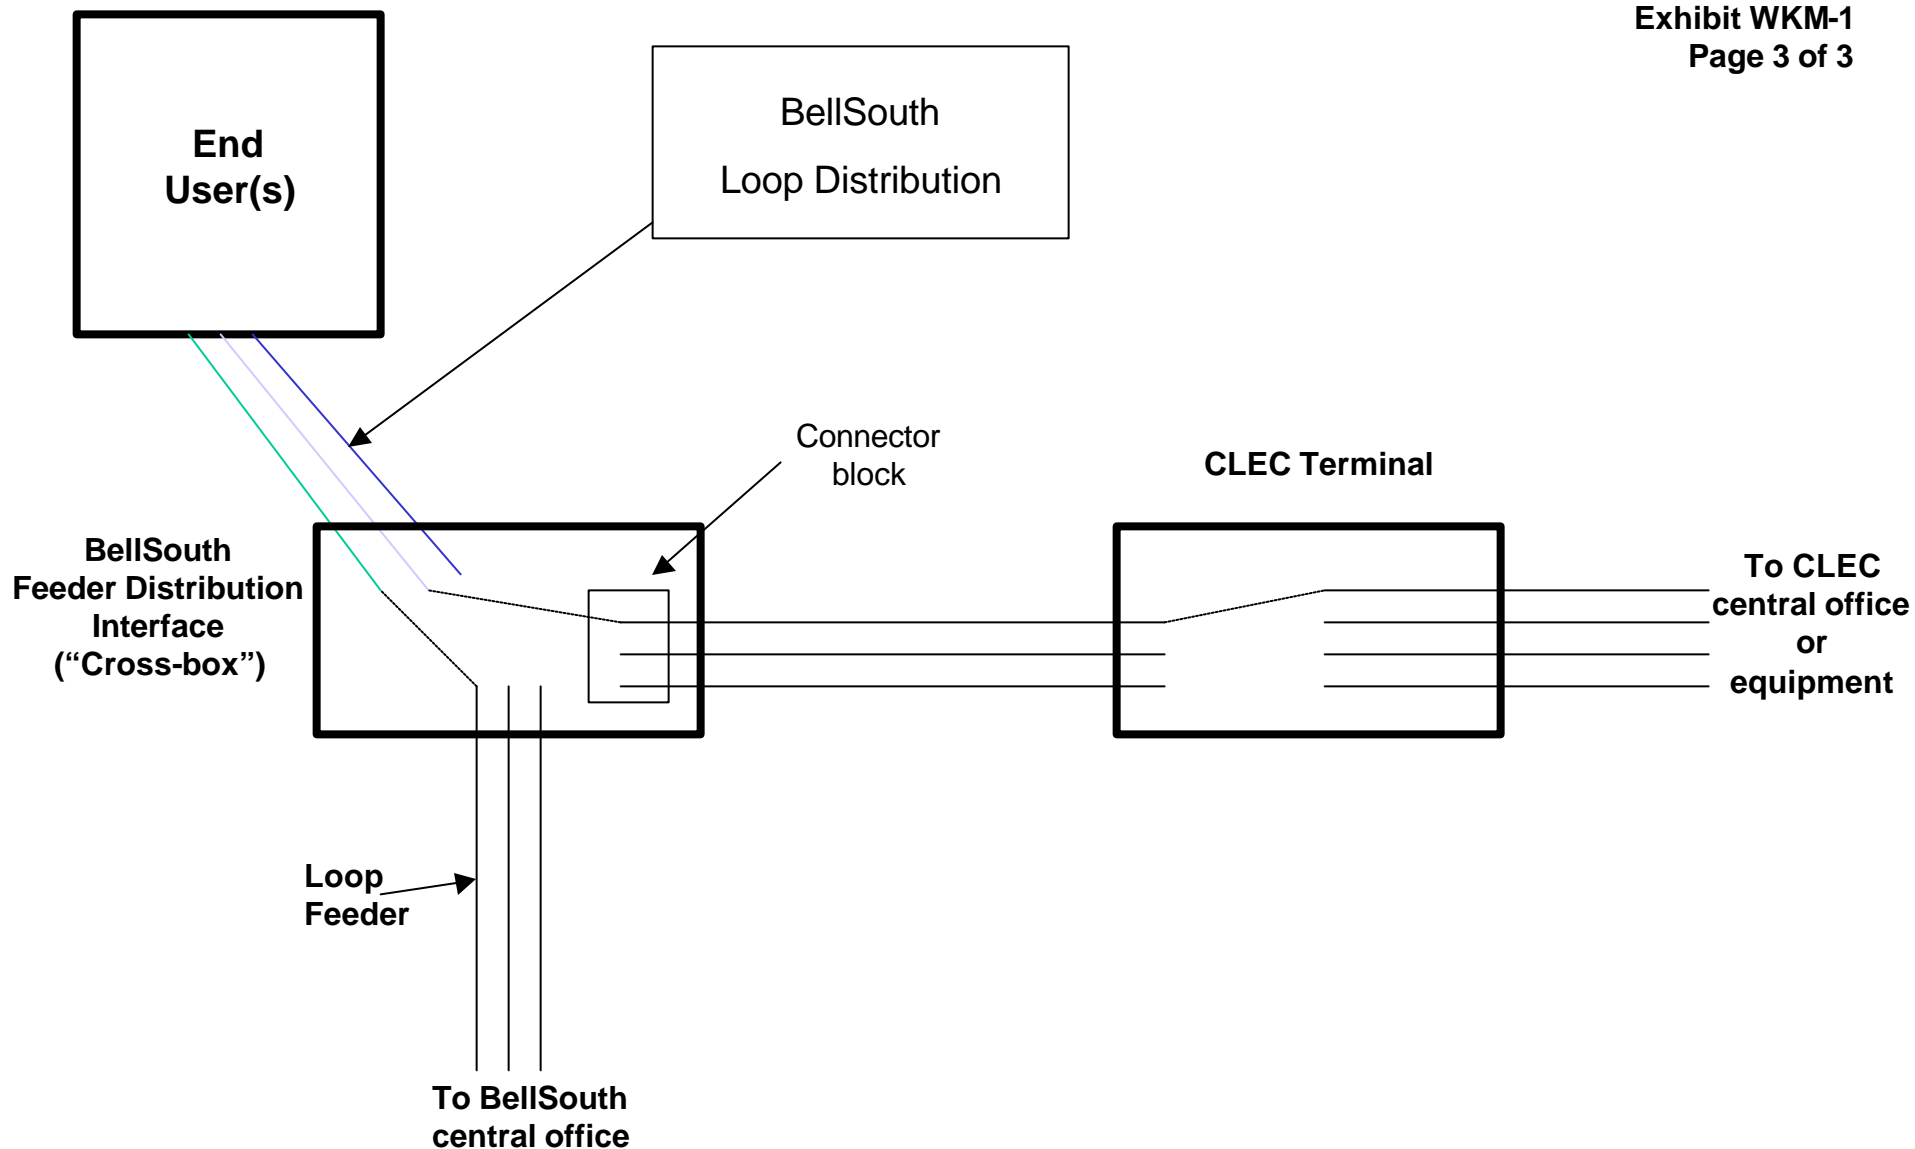 Exhibit WKM-1
Page 3 of 3
End
User(s)
BellSouth
Loop Distribution
Connector
block
CLEC Terminal
BellSouth
Feeder Distribution
Interface
(“Cross-box”)
To CLEC
central office
or
equipment
Loop
Feeder
To BellSouth
central office